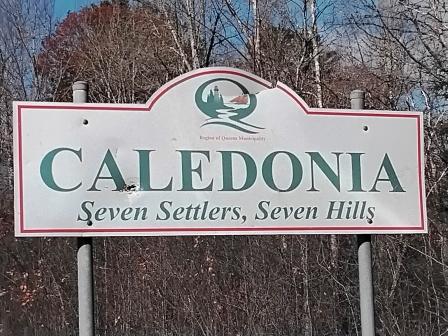 Region of Queens Municipality
CALEDONIA
Seven Settlers, Seven Hills